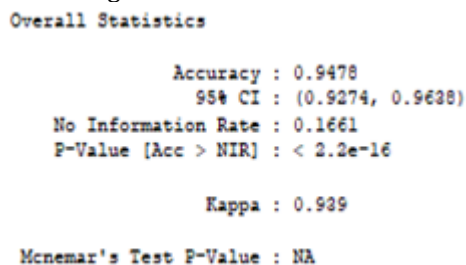 Overall Statistics
Accuracy : 0.9478
95% CI : (0.9274, 0.9638)
No Information Rate : 0.1661
P-Value [Acc > NIR] : < 2.2e-16
Kappa : 0.939
Mcnemar's Test P-Value : NA